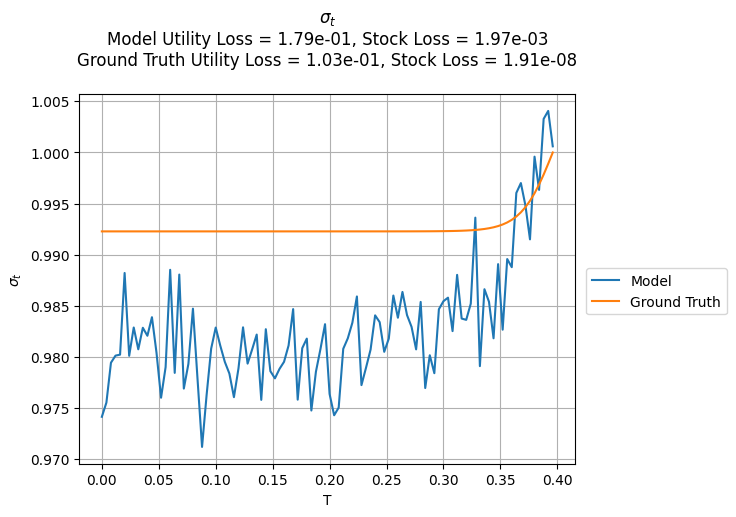 σₜ
Model Utility Loss = 1.79e-01, Stock Loss = 1.97e-03
Ground Truth Utility Loss = 1.03e-01, Stock Loss = 1.91e-08
1.005
1.000
0.995
0.990
0.985
0.980
0.975
0.970
σₜ
0.00 0.05 0.10 0.15 0.20 0.25 0.30 0.35 0.40
T
Model
Ground Truth